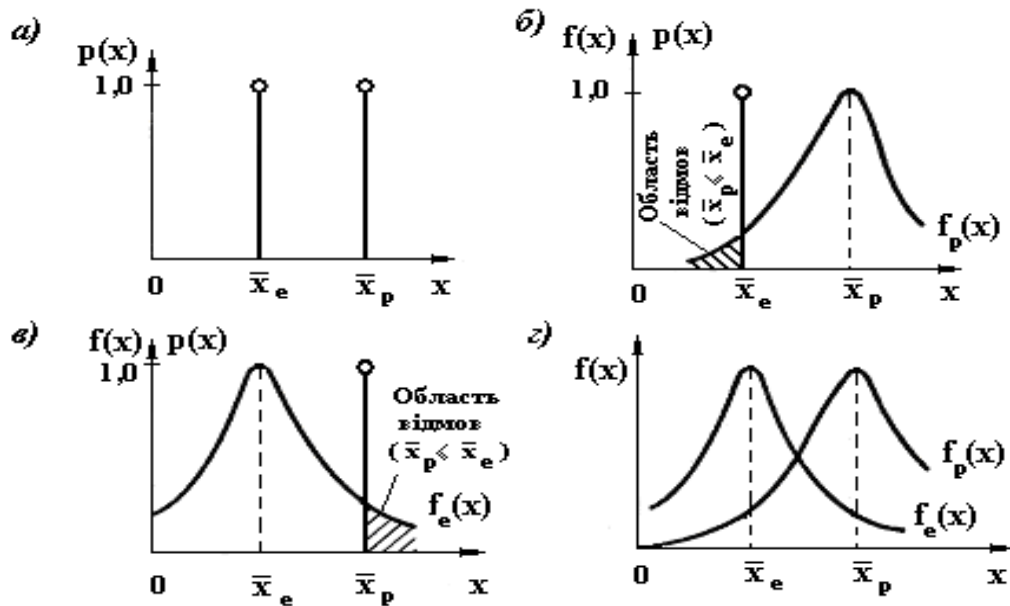 а)
p(x)
1,0
0
x̅e
x̅p
x
б)
f(x)
p(x)
1,0
Область
відмов
( x̅p ≤ x̅e )
fp(x)
0
x̅e
x̅p
x
в)
f(x)
p(x)
1,0
Область
відмов
( x̅p ≤ x̅e )
fe(x)
0
x̅e
x̅p
x
г)
f(x)
fp(x)
fe(x)
0
x̅e
x̅p
x